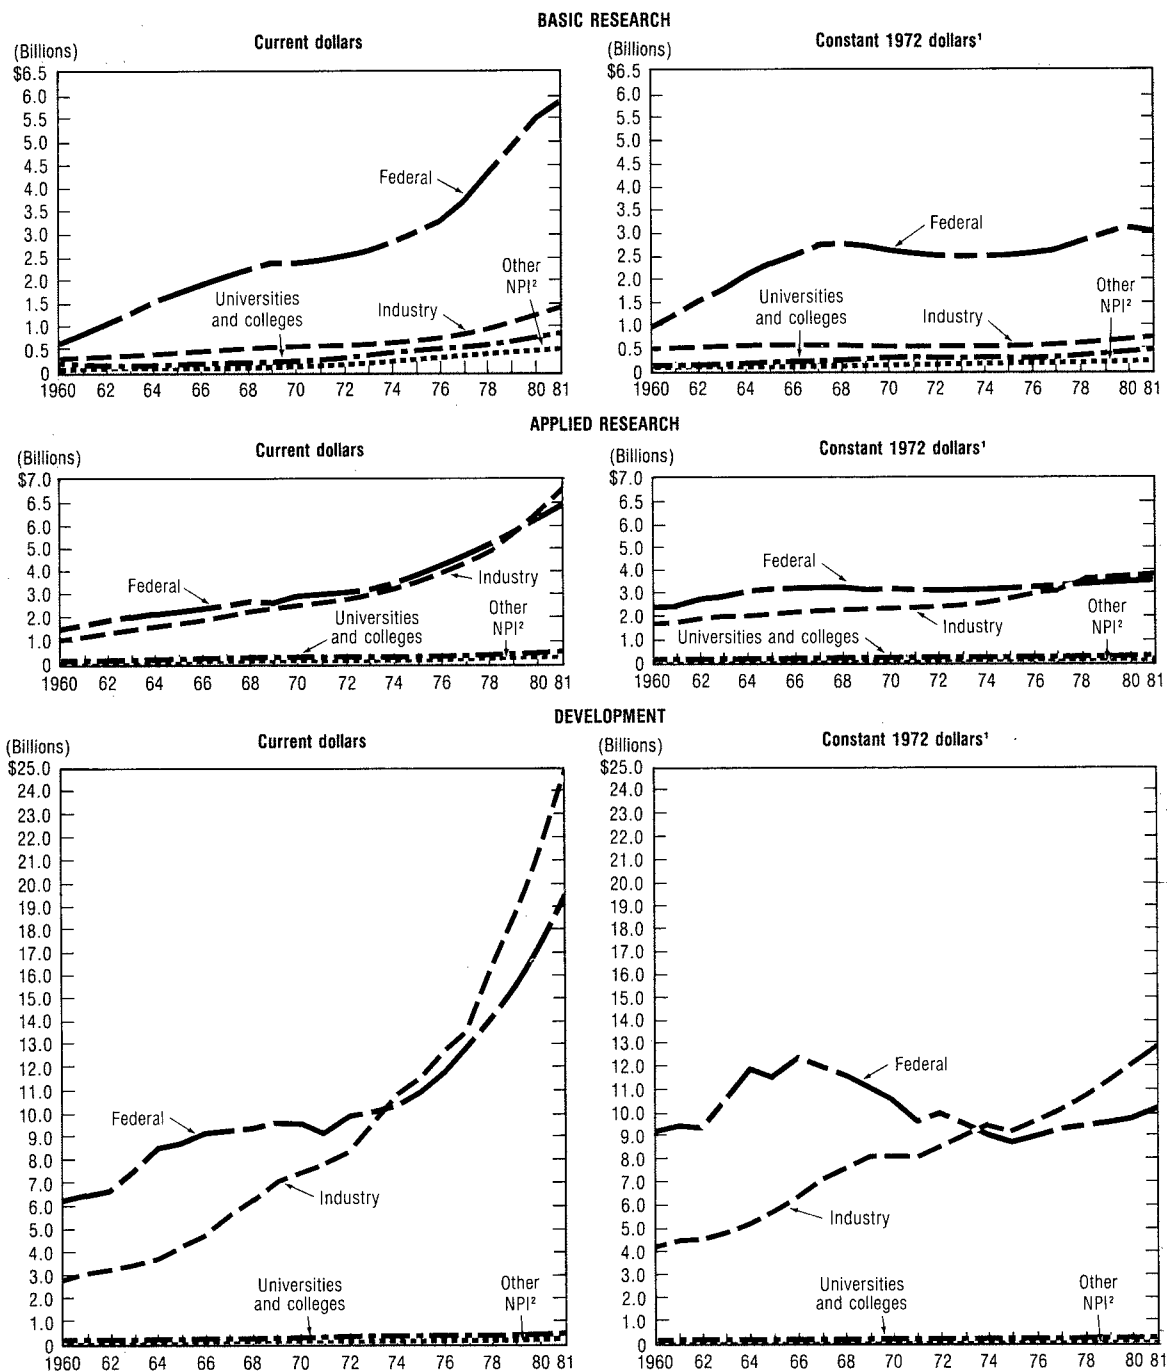 BASIC RESEARCH
Current dollars
(Billions)
$6.5
6.0
5.5
5.0
4.5
4.0
3.5
3.0
2.5
2.0
1.5
1.0
0.5
0
Federal
Other
NPI²
Universities
and colleges
Industry
1960 62 64 66 68 70 72 74 76 78 80 81
Constant 1972 dollars¹
(Billions)
$6.5
6.0
5.5
5.0
4.5
4.0
3.5
3.0
2.5
2.0
1.5
1.0
0.5
0
Federal
Other
NPI²
Universities
and colleges
Industry
1960 62 64 66 68 70 72 74 76 78 80 81
APPLIED RESEARCH
Current dollars
(Billions)
$7.0
6.5
6.0
5.0
4.0
3.0
2.0
1.0
0
Federal
Industry
Universities
and colleges
Other
NPI²
1960 62 64 66 68 70 72 74 76 78 80 81
Constant 1972 dollars¹
(Billions)
$7.0
6.5
6.0
5.0
4.0
3.0
2.0
1.0
0
Federal
Industry
Other
NPI²
Universities and colleges
1960 62 64 66 68 70 72 74 76 78 80 81
DEVELOPMENT
Current dollars
(Billions)
$25.0
24.0
23.0
22.0
21.0
20.0
19.0
18.0
17.0
16.0
15.0
14.0
13.0
12.0
11.0
10.0
9.0
8.0
7.0
6.0
5.0
4.0
3.0
2.0
1.0
0
Federal
Industry
Universities
and colleges
Other
NPI²
1960 62 64 66 68 70 72 74 76 78 80 81
Constant 1972 dollars¹
(Billions)
$25.0
24.0
23.0
22.0
21.0
20.0
19.0
18.0
17.0
16.0
15.0
14.0
13.0
12.0
11.0
10.0
9.0
8.0
7.0
6.0
5.0
4.0
3.0
2.0
1.0
0
Federal
Industry
Universities
and colleges
Other
NPI²
1960 62 64 66 68 70 72 74 76 78 80 81